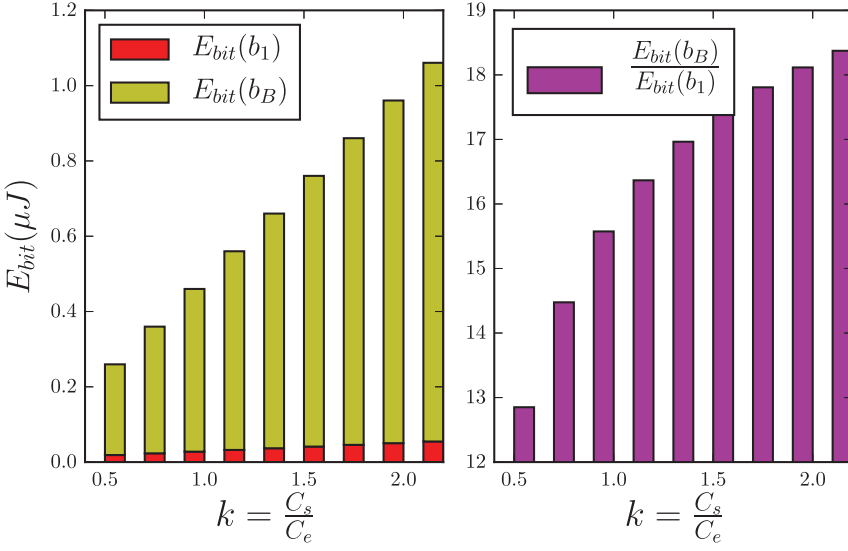 E_bit(μJ)
1.2
1.0
0.8
0.6
0.4
0.2
0.0
E_bit(b_1)
E_bit(b_B)
0.5 1.0 1.5 2.0
k = C_s/C_e
19
18
17
16
15
14
13
12
E_bit(b_B)
E_bit(b_1)
0.5 1.0 1.5 2.0
k = C_s/C_e